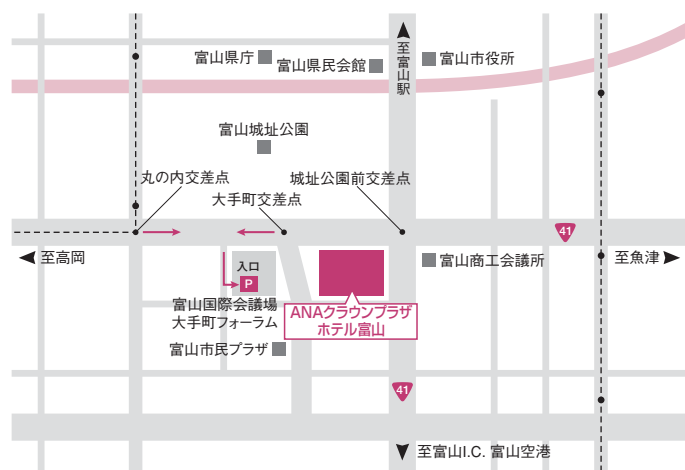 富山県庁
富山県民会館
至富山駅
富山市役所
富山城址公園
丸の内交差点
城址公園前交差点
大手町交差点
41
至高岡
入口
P
富山商工会議所
至魚津
富山国際会議場
大手町フォーラム
ANAクラウンプラザ
ホテル富山
富山市民プラザ
41
至富山I.C. 富山空港